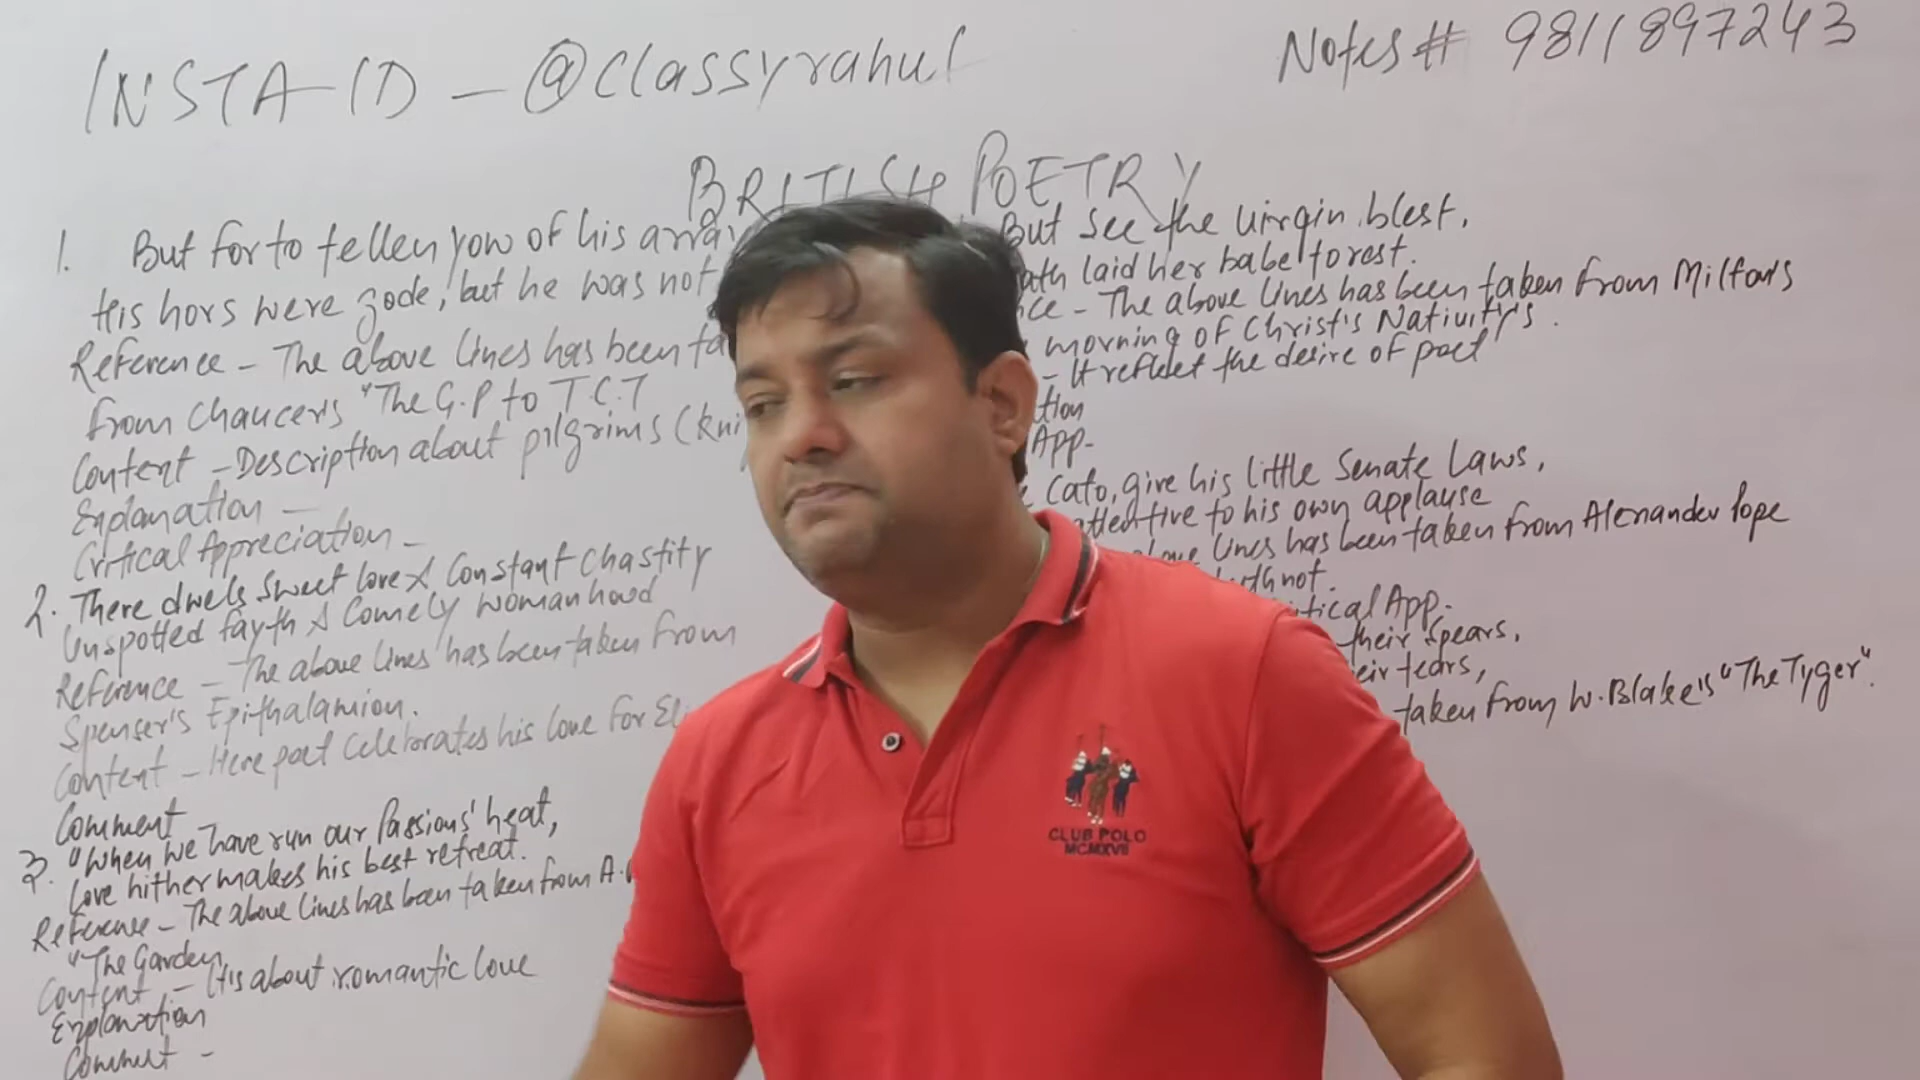 INSTA ID - @classyrahul
Notes # 9811897243
BRITISH POETRY
1. But for to tellen yow of his array
His hors were gode, but he was not
Reference - The above lines has been ta
from Chaucer's "The G.P to T.C.T
Content - Description about pilgrims (kni
Explanation -
Critical Appreciation -
2. There dwels sweet love & Constant Chastity
Unspotted fayth & Comely womanhood
Reference - The above lines has been taken from
Spenser's Epithalamion.
Content - Here poet celebrates his love for Eli
Comment
3. "When we have run our Passions' heat,
Love hither makes his best retreat.
Reference - The above lines has been taken from A.
"The Garden
Content - It is about romantic love
Explanation
Comment -
But see the virgin blest,
ath laid her babe to rest.
ce - The above lines has been taken from Milton's
morning of Christ's Nativity's.
- It reflect the desire of poet
tion
App-
Cato, give his little Senate Laws,
attentive to his own applause
lines has been taken from Alexander Pope
not.
itical App.
their spears,
eir tears,
taken from W. Blake's "The Tyger".
CLUB POLO
MCMXVII